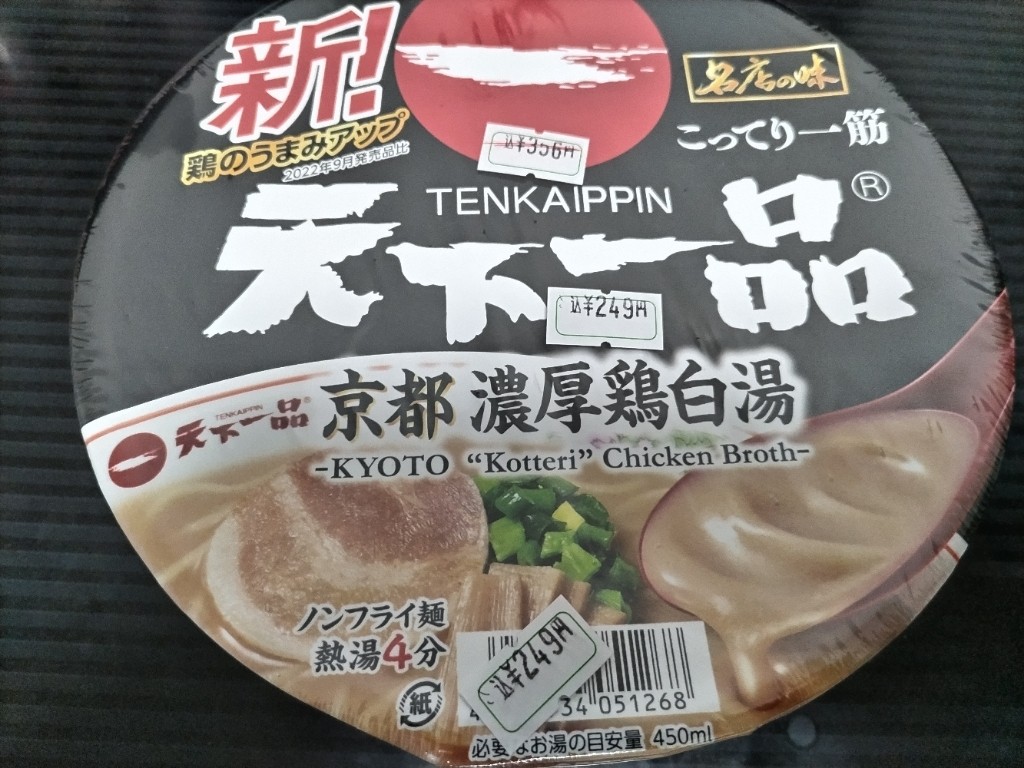 新!
鶏のうまみアップ
2022年9月発売品比
名店の味
こってり一筋
込¥356円
TENKAIPPIN
天下一品®
込¥249円
京都 濃厚鶏白湯
-KYOTO “Kotteri” Chicken Broth-
TENKAIPPIN
天下一品®
ノンフライ麺
熱湯4分
紙
込¥249円
4
34 051268
必要なお湯の目安量 450ml